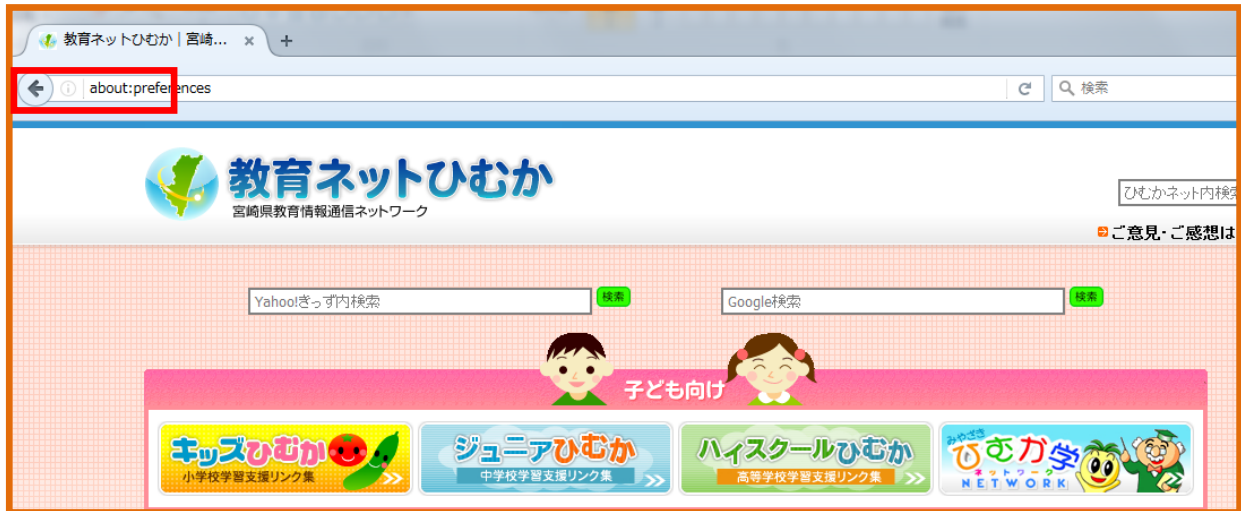 教育ネットひむか | 宮崎...
about:preferences
検索
教育ネットひむか
宮崎県教育情報通信ネットワーク
ひむかネット内検索
ご意見・ご感想は
Yahoo!きっず内検索
検索
Google検索
検索
子ども向け
キッズひむか
小学校学習支援リンク集
ジュニアひむか
中学校学習支援リンク集
ハイスクールひむか
高等学校学習支援リンク集
みやざき
ひむか学
ネットワーク
NETWORK